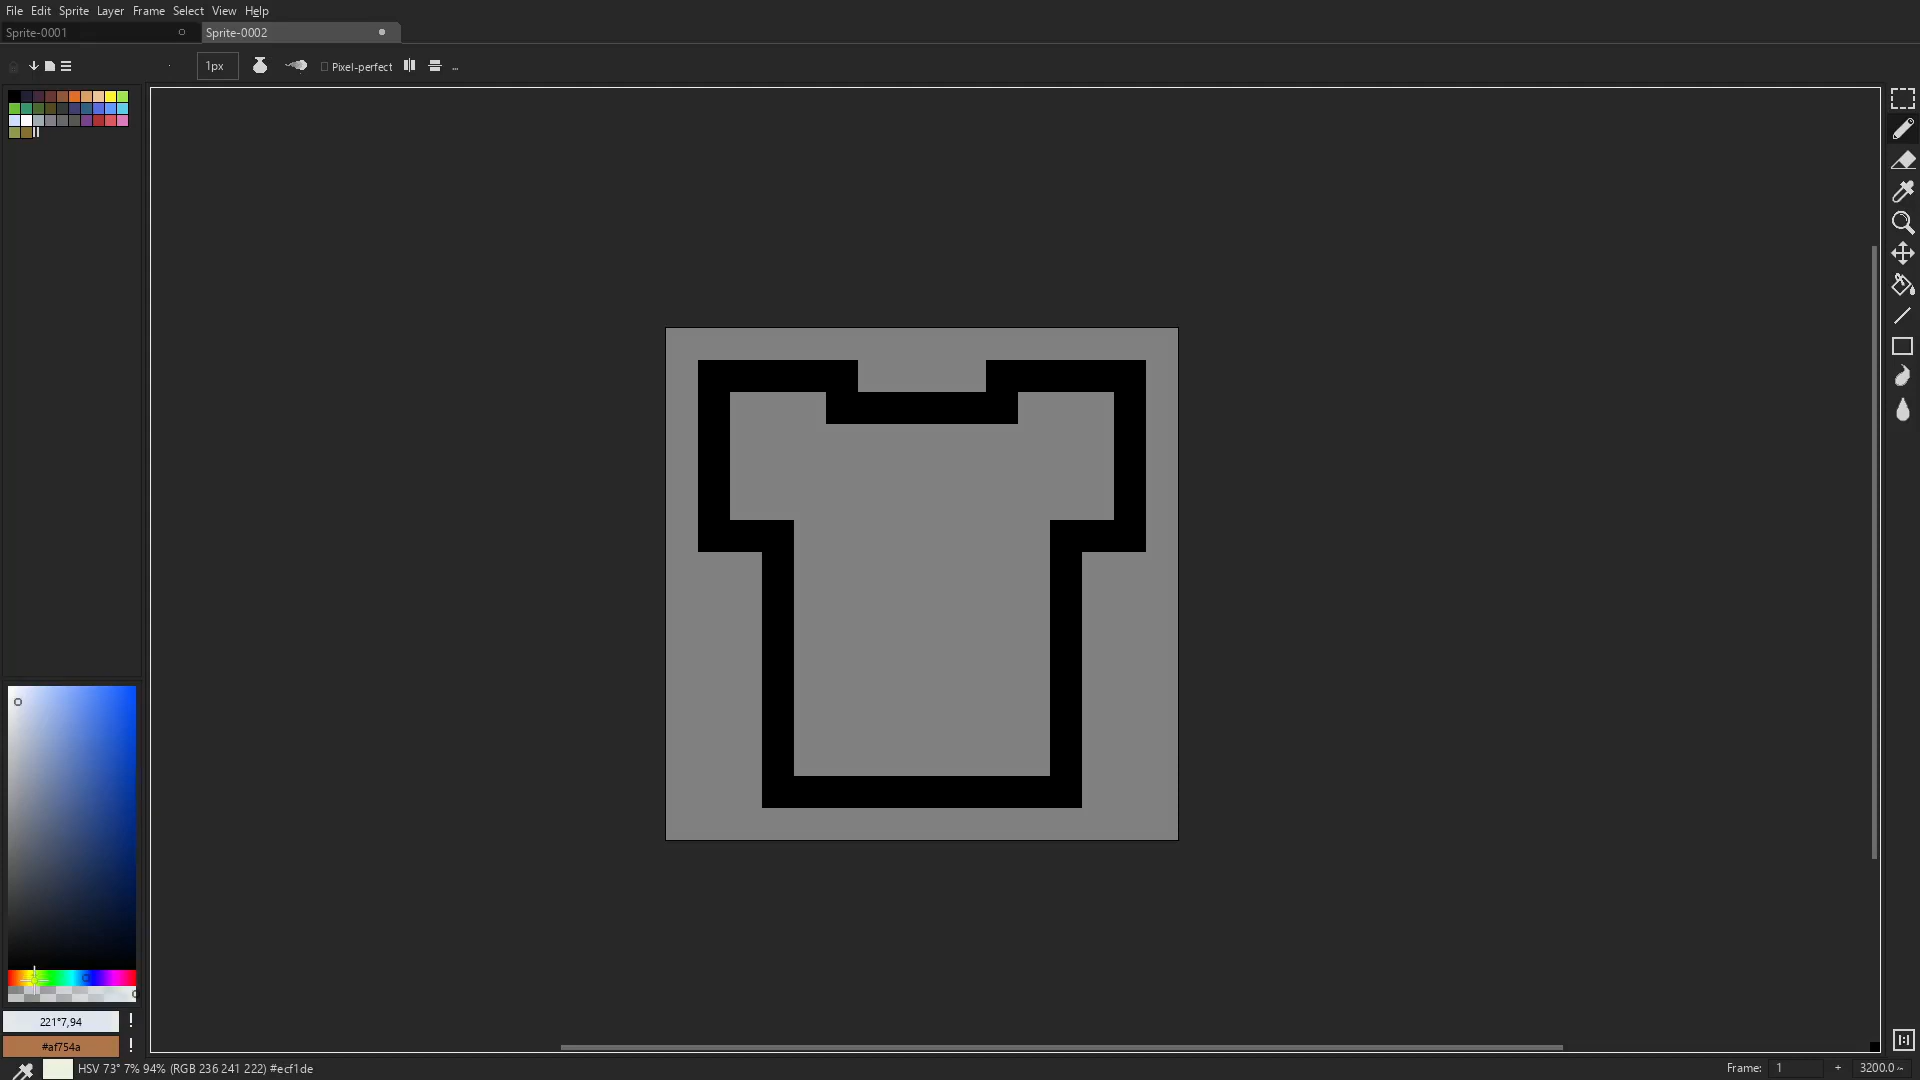 File Edit Sprite Layer Frame Select View Help
Sprite-0001
Sprite-0002
1px
Pixel-perfect
...
221°7,94
#af754a
HSV 73° 7% 94% (RGB 236 241 222) #ecf1de
Frame: 1 + 3200.0